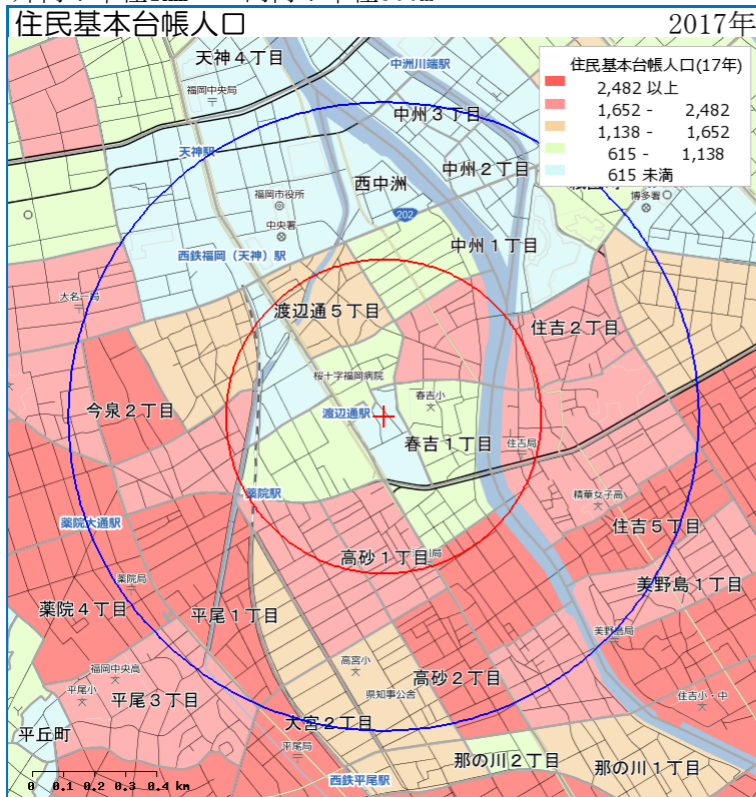 住民基本台帳人口
2017年
住民基本台帳人口(17年)
2,482 以上
1,652 - 2,482
1,138 - 1,652
615 - 1,138
615 未満
天神4丁目
中洲川端駅
福岡中央局
中州3丁目
天神駅
中州2丁目
西中洲
博多署
福岡市役所
中央署
202
中州1丁目
西鉄福岡(天神)駅
大名一局
渡辺通5丁目
住吉2丁目
桜十字福岡病院
春吉小
今泉2丁目
渡辺通駅
春吉1丁目
住吉局
薬院駅
精華女子高
薬院大通駅
住吉5丁目
高砂1丁目
薬院局
美野島1丁目
薬院4丁目
平尾1丁目
美野島局
高宮小
福岡中央高
高砂2丁目
平尾小
県知事公舎
平尾3丁目
住吉小・中
大宮2丁目
平丘町
平尾局
那の川2丁目
那の川1丁目
西鉄平尾駅
0 0.1 0.2 0.3 0.4 km